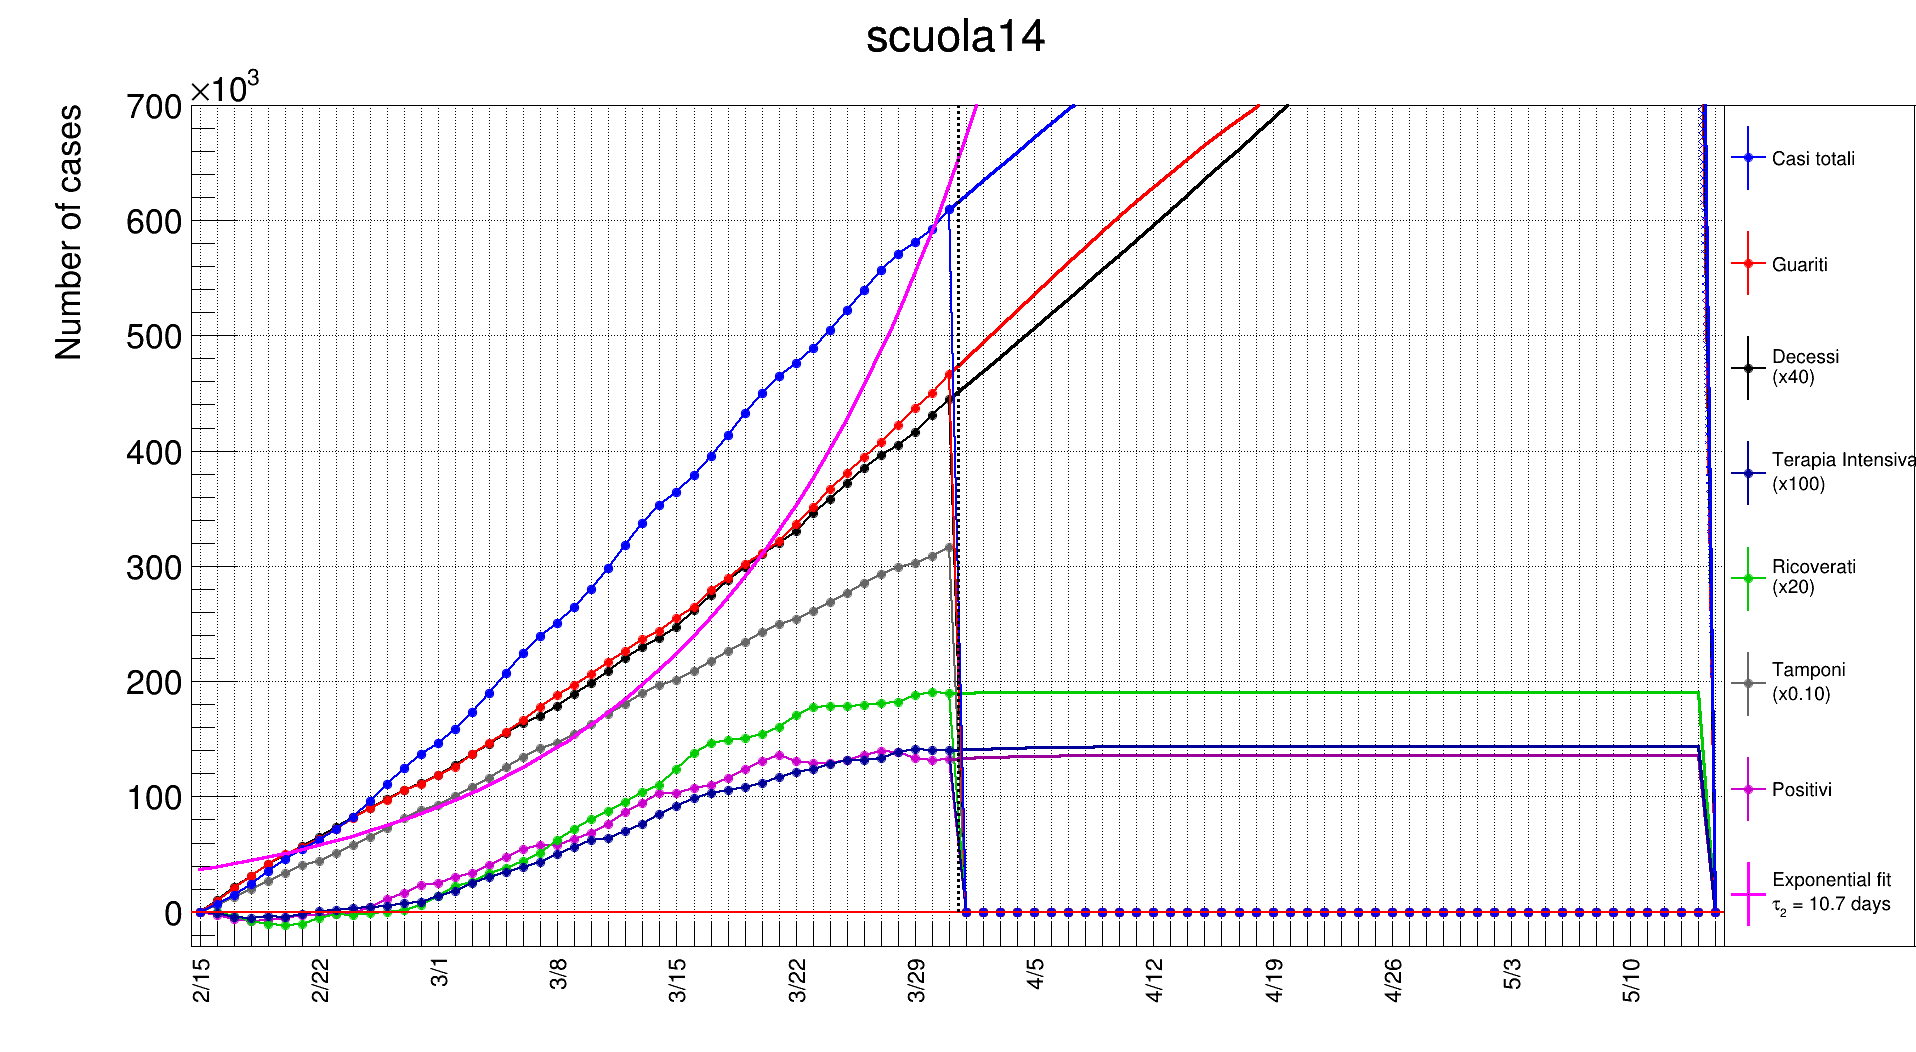 scuola14
×10³
Number of cases
700
600
500
400
300
200
100
0
2/15
2/22
3/1
3/8
3/15
3/22
3/29
4/5
4/12
4/19
4/26
5/3
5/10
Casi totali
Guariti
Decessi
(x40)
Terapia Intensiva
(x100)
Ricoverati
(x20)
Tamponi
(x0.10)
Positivi
Exponential fit
τ₂ = 10.7 days